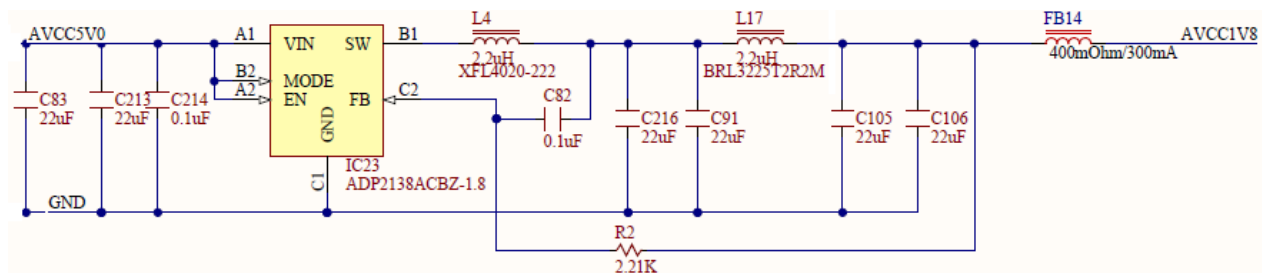 AVCC5V0
A1
VIN
SW
B1
L4
2.2uH
XFL4020-222
L17
2.2uH
BRL3225T2R2M
FB14
400mOhm/300mA
AVCC1V8
B2
MODE
A2
EN
FB
C2
GND
C1
C83
22uF
C213
22uF
C214
0.1uF
C82
0.1uF
C216
22uF
C91
22uF
C105
22uF
C106
22uF
IC23
ADP2138ACBZ-1.8
GND
R2
2.21K